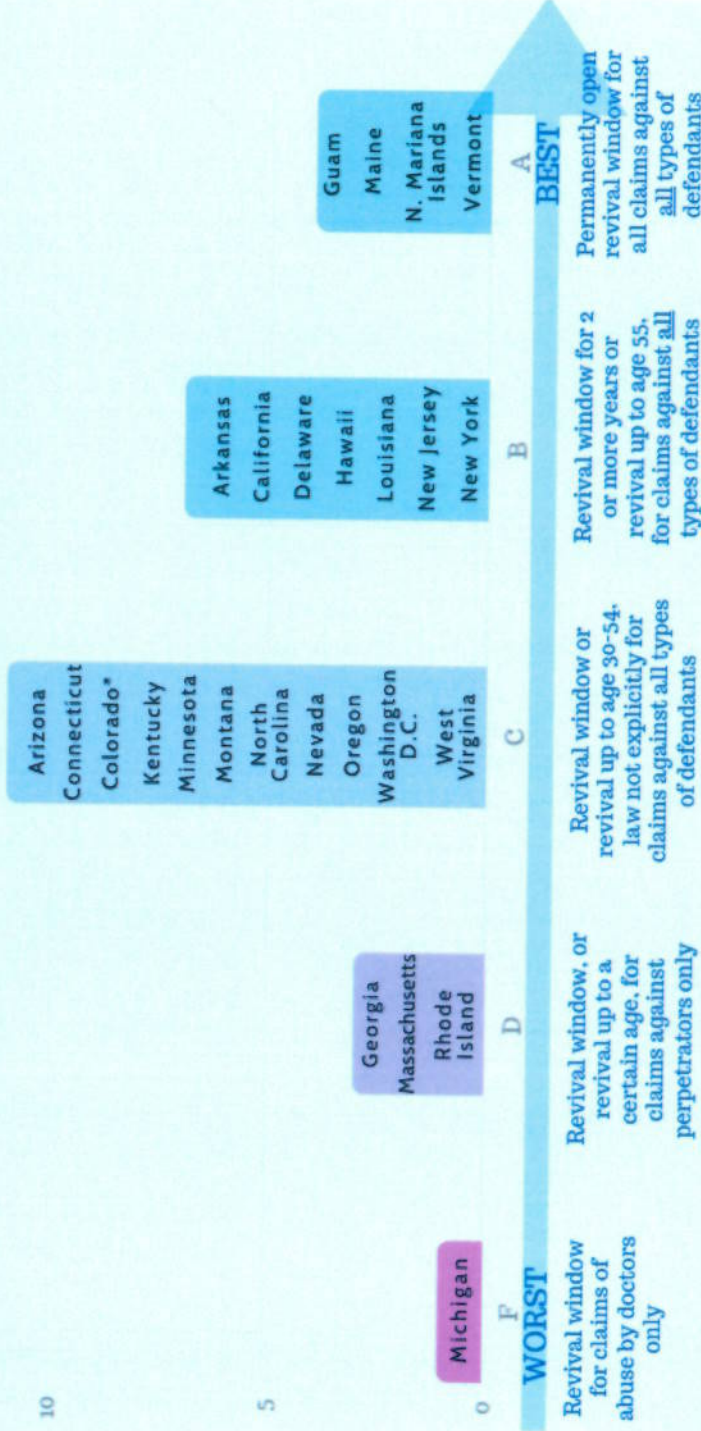 10
5
0
Michigan
F
WORST
Revival window
for claims of
abuse by doctors
only
Georgia
Massachusetts
Rhode
Island
D
Revival window, or
revival up to a
certain age, for
claims against
perpetrators only
Arizona
Connecticut
Colorado*
Kentucky
Minnesota
Montana
North
Carolina
Nevada
Oregon
Washington
D.C.
West
Virginia
C
Revival window or
revival up to age 30-54,
law not explicitly for
claims against all types
of defendants
Arkansas
California
Delaware
Hawaii
Louisiana
New Jersey
New York
B
Revival window for 2
or more years or
revival up to age 55,
for claims against all
types of defendants
Guam
Maine
N. Mariana
Islands
Vermont
A
BEST
Permanently open
revival window for
all claims against
all types of
defendants